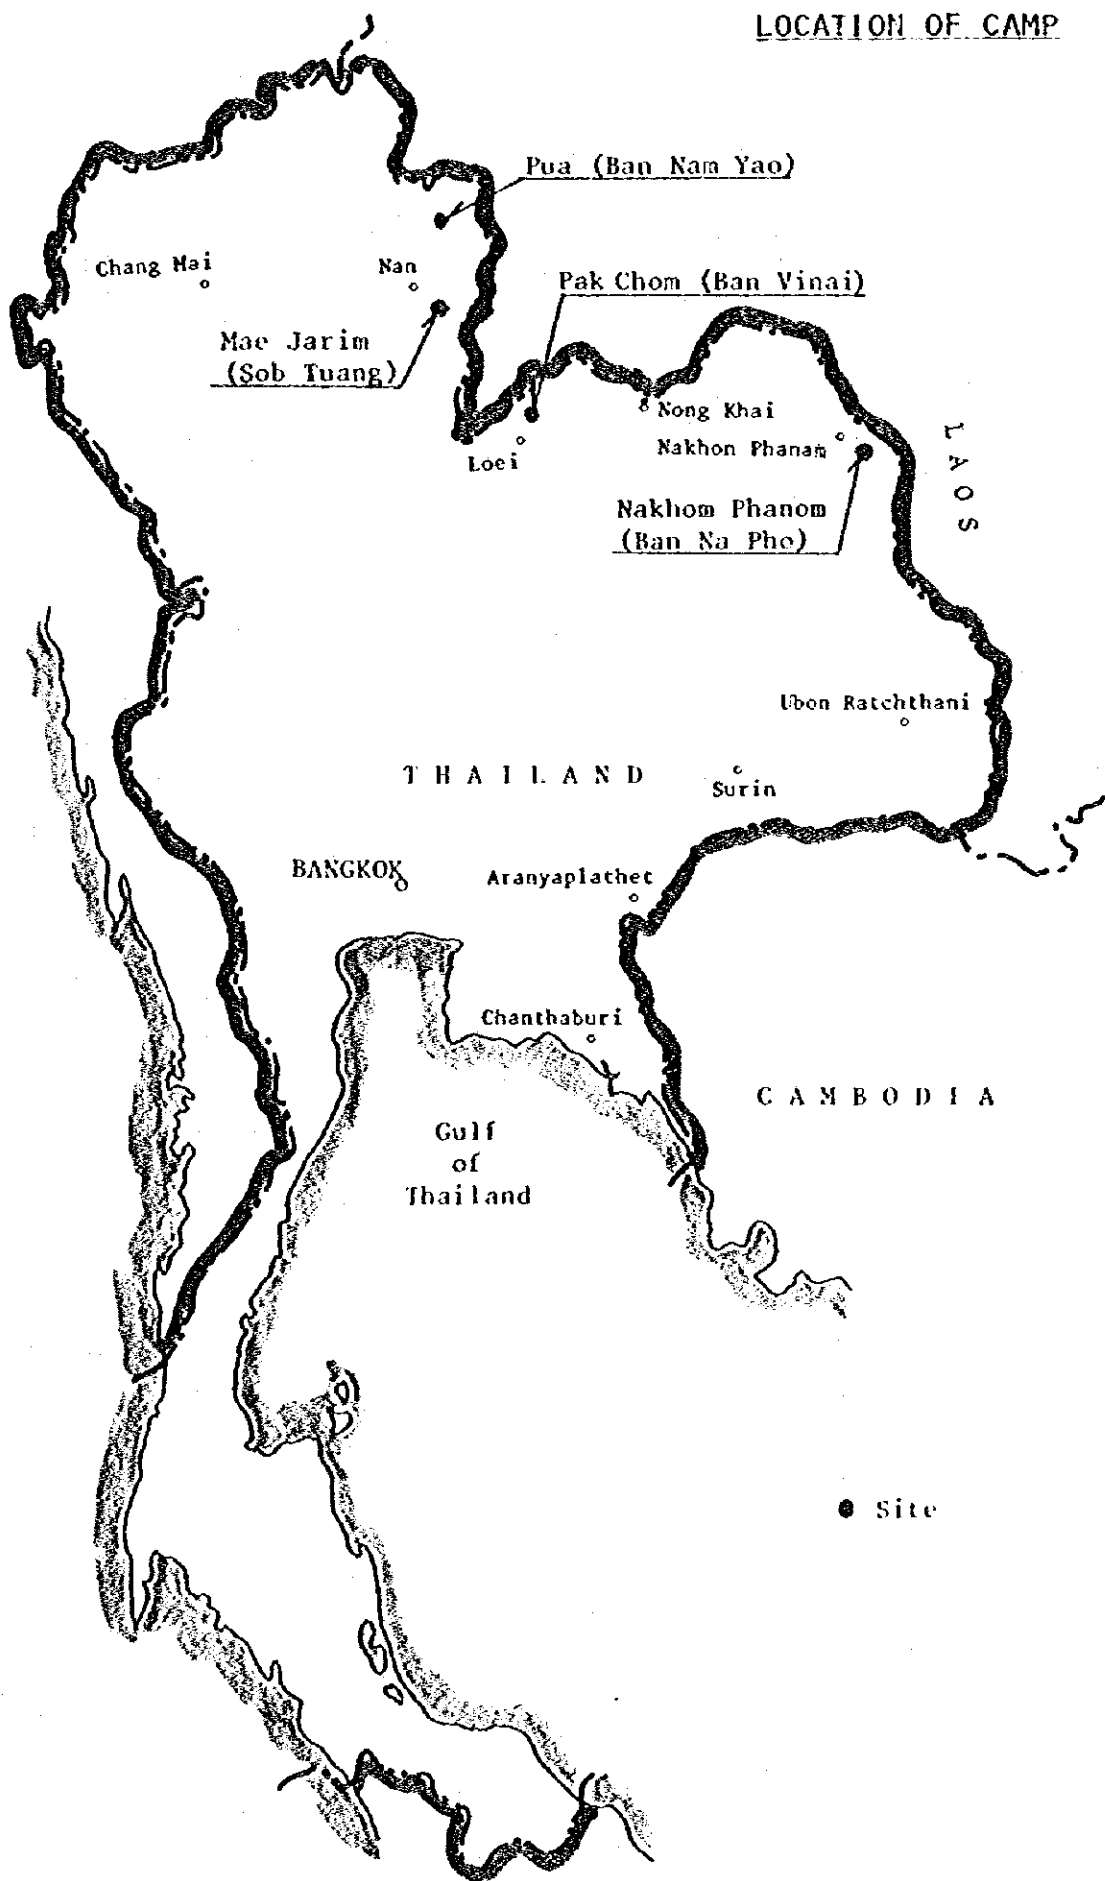 LOCATION OF CAMP
Pua (Ban Nam Yao)
Chang Mai
Nan
Pak Chom (Ban Vinai)
Mae Jarim
(Sob Tuang)
Nong Khai
Loei
Nakhon Phanam
LAOS
Nakhom Phanom
(Ban Na Pho)
Ubon Ratchthani
THAILAND
Surin
BANGKOK
Aranyaplathet
Chanthaburi
CAMBODIA
Gulf
of
Thailand
Site